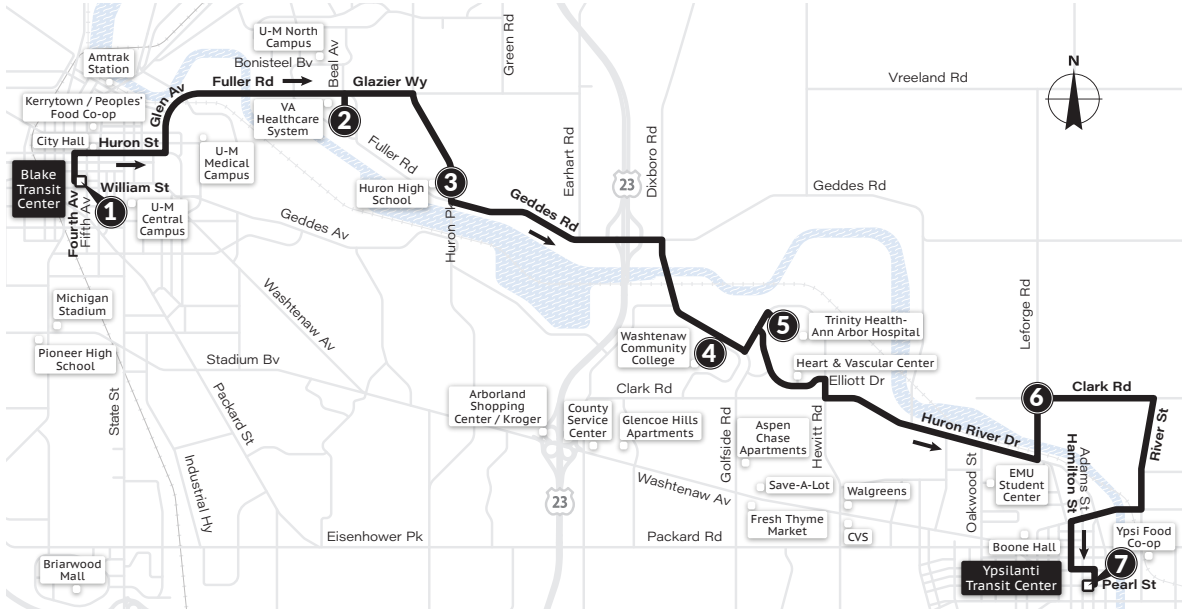 U-M North
Campus
Bonisteel Bv
Beal Av
Green Rd
Amtrak
Station
Fuller Rd
Glazier Wy
Vreeland Rd
N
Kerrytown / Peoples'
Food Co-op
Glen Av
VA
Healthcare
System
2
City Hall
Huron St
U-M
Medical
Campus
Fuller Rd
Earhart Rd
Dixboro Rd
Blake
Transit
Center
William St
1
Huron High
School
3
23
Geddes Rd
Fourth Av
Fifth Av
U-M
Central
Campus
Geddes Av
Huron Pk
Geddes Rd
Michigan
Stadium
Washtenaw Av
Leforge Rd
Washtenaw
Community
College
4
5
Trinity Health-
Ann Arbor Hospital
Pioneer High
School
Stadium Bv
Heart & Vascular Center
Elliott Dr
State St
Packard St
Arborland
Shopping
Center / Kroger
Clark Rd
6
Clark Rd
County
Service
Center
Glencoe Hills
Apartments
Golfside Rd
Aspen
Chase
Apartments
Hewitt Rd
Huron River Dr
River St
Industrial Hy
Washtenaw Av
Save-A-Lot
Walgreens
Oakwood St
EMU
Student
Center
Hamilton St
Adams St
23
Eisenhower Pk
Packard Rd
Fresh Thyme
Market
CVS
Boone Hall
Ypsi Food
Co-op
Briarwood
Mall
Ypsilanti
Transit Center
7
Pearl St